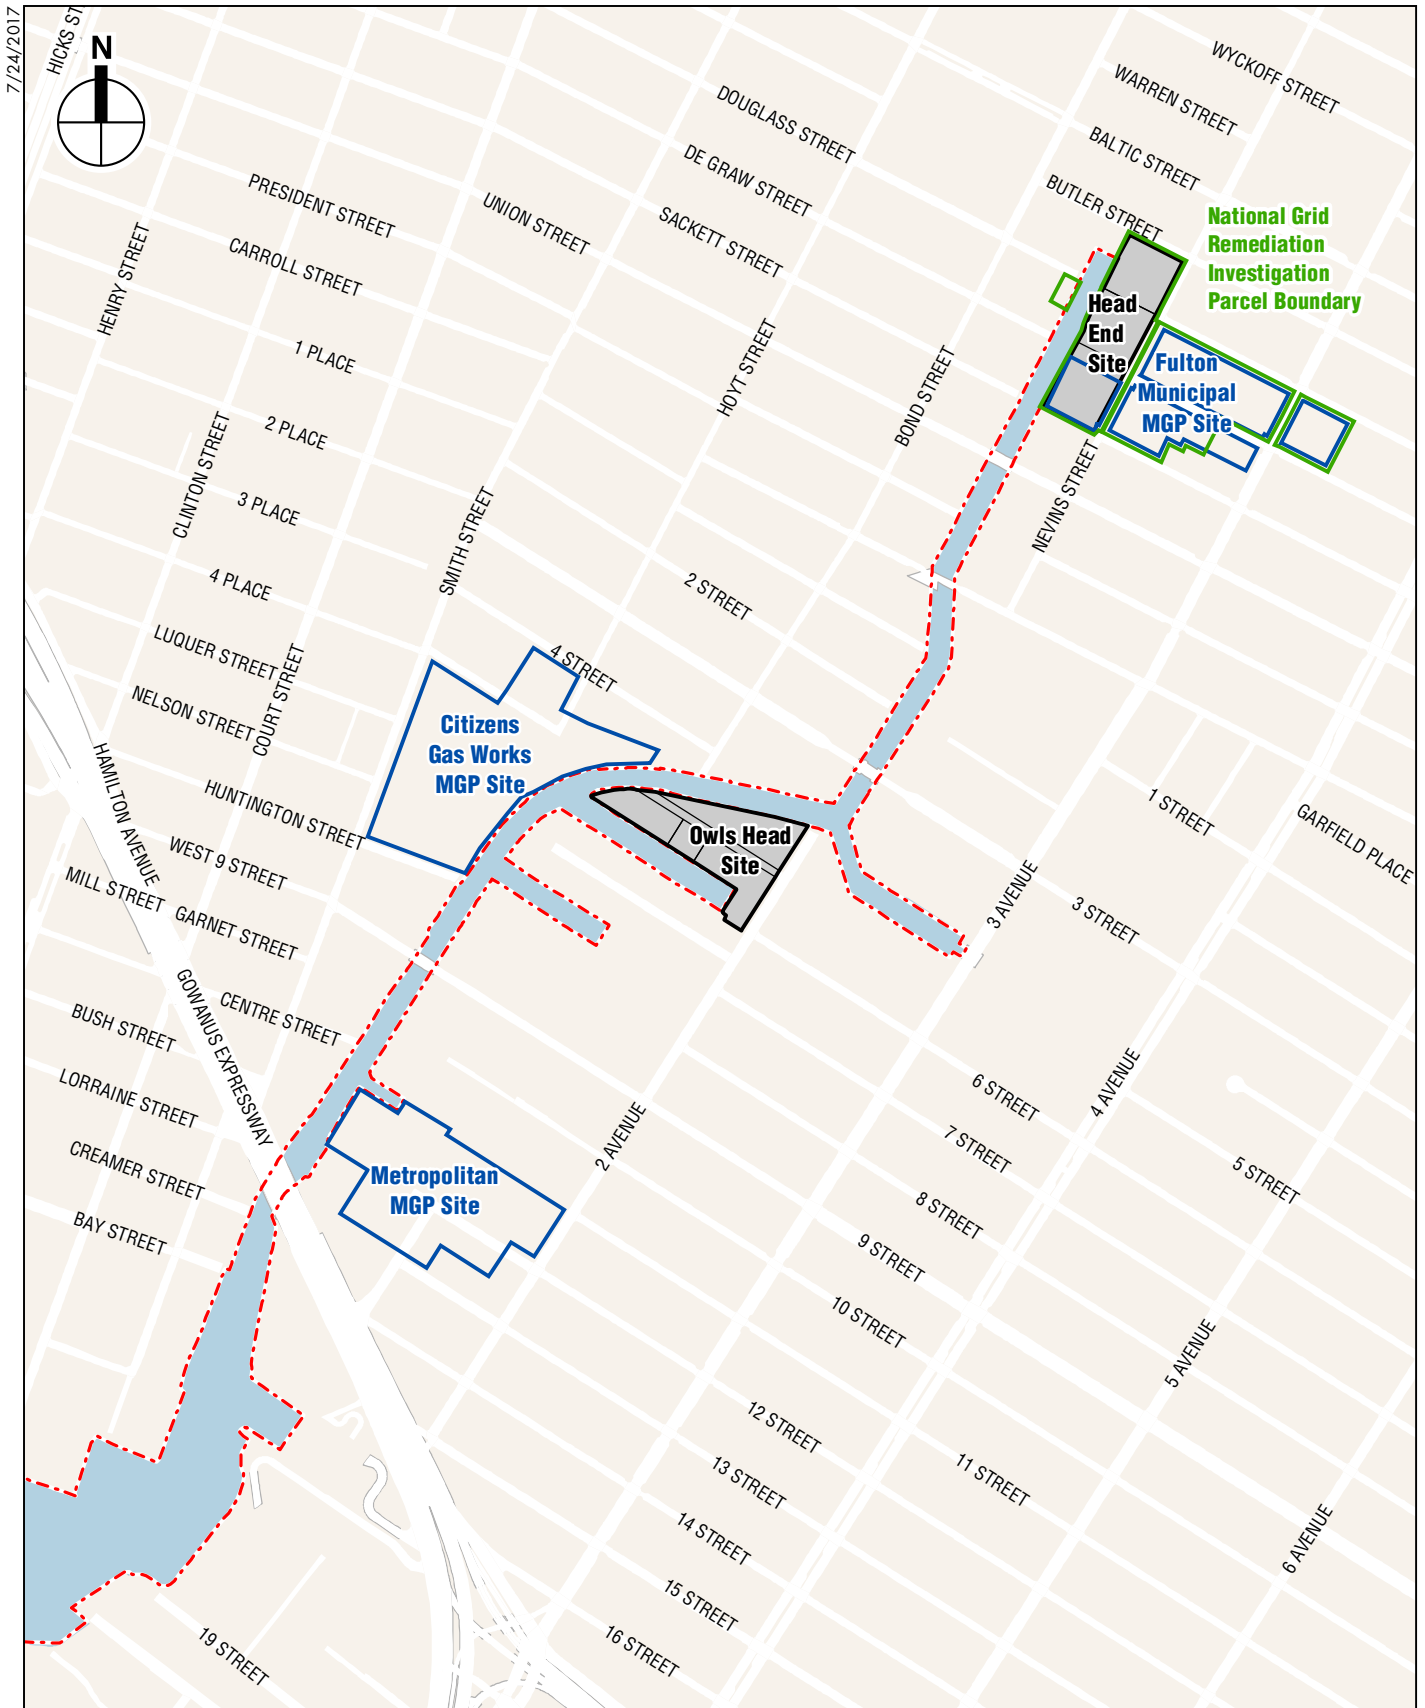 7/24/2017
HICKS ST
N
WYCKOFF STREET
WARREN STREET
DOUGLASS STREET
BALTIC STREET
DE GRAW STREET
BUTLER STREET
PRESIDENT STREET
UNION STREET
SACKETT STREET
National Grid
Remediation
Investigation
Parcel Boundary
CARROLL STREET
HENRY STREET
Head
End
Site
1 PLACE
HOYT STREET
BOND STREET
Fulton
Municipal
MGP Site
2 PLACE
CLINTON STREET
3 PLACE
SMITH STREET
NEVINS STREET
4 PLACE
2 STREET
LUQUER STREET
COURT STREET
4 STREET
NELSON STREET
Citizens
Gas Works
MGP Site
HAMILTON AVENUE
HUNTINGTON STREET
1 STREET
GARFIELD PLACE
Owls Head
Site
WEST 9 STREET
MILL STREET
GARNET STREET
3 AVENUE
3 STREET
CENTRE STREET
BUSH STREET
GOWANUS EXPRESSWAY
LORRAINE STREET
6 STREET
4 AVENUE
2 AVENUE
7 STREET
5 STREET
CREAMER STREET
Metropolitan
MGP Site
8 STREET
BAY STREET
9 STREET
10 STREET
5 AVENUE
12 STREET
13 STREET
11 STREET
14 STREET
6 AVENUE
15 STREET
16 STREET
19 STREET